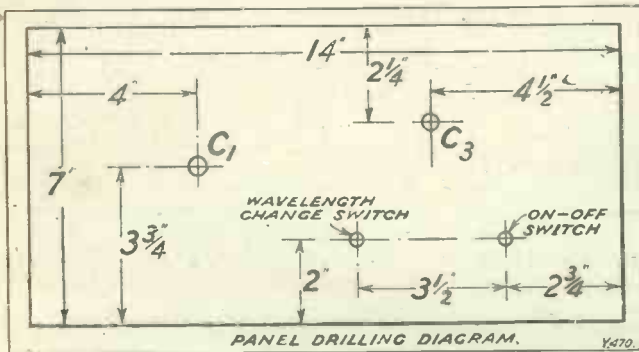 14"
2¼"
4"
4½"
C₁
C₃
7"
WAVELENGTH
CHANGE SWITCH
ON-OFF
SWITCH
3¾"
2"
3½"
2¾"
PANEL DRILLING DIAGRAM.
Y.470.